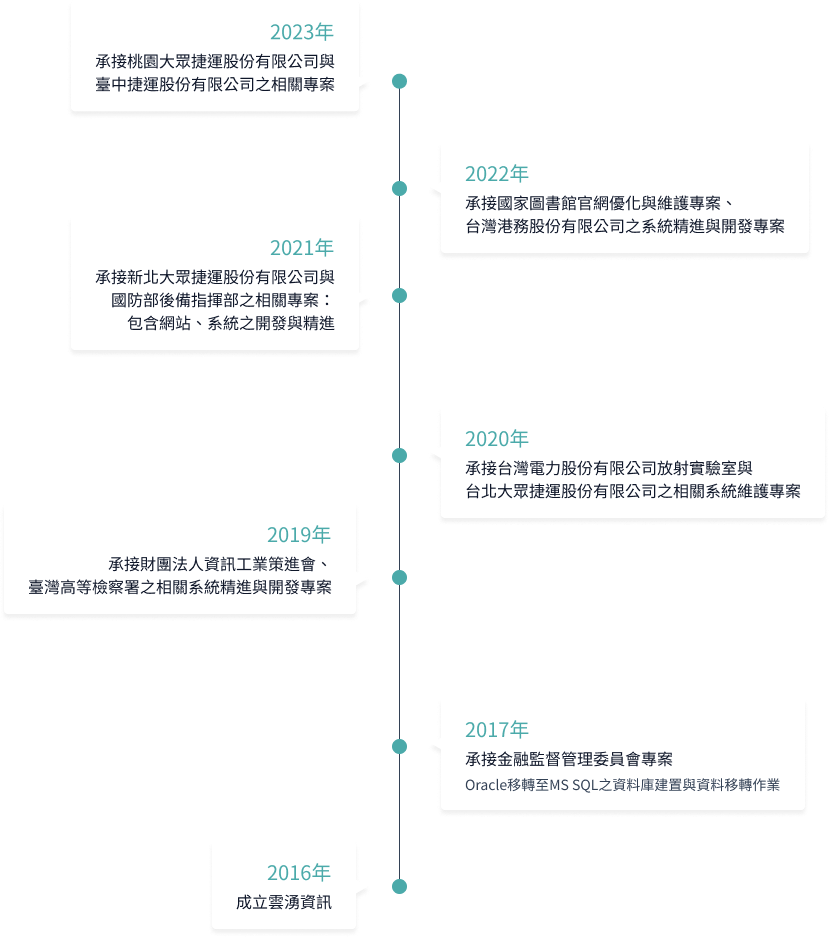 2023年
承接桃園大眾捷運股份有限公司與
臺中捷運股份有限公司之相關專案
2022年
承接國家圖書館官網優化與維護專案、
台灣港務股份有限公司之系統精進與開發專案
2021年
承接新北大眾捷運股份有限公司與
國防部後備指揮部之相關專案：
包含網站、系統之開發與精進
2020年
承接台灣電力股份有限公司放射實驗室與
台北大眾捷運股份有限公司之相關系統維護專案
2019年
承接財團法人資訊工業策進會、
臺灣高等檢察署之相關系統精進與開發專案
2017年
承接金融監督管理委員會專案
Oracle移轉至MS SQL之資料庫建置與資料移轉作業
2016年
成立雲湧資訊